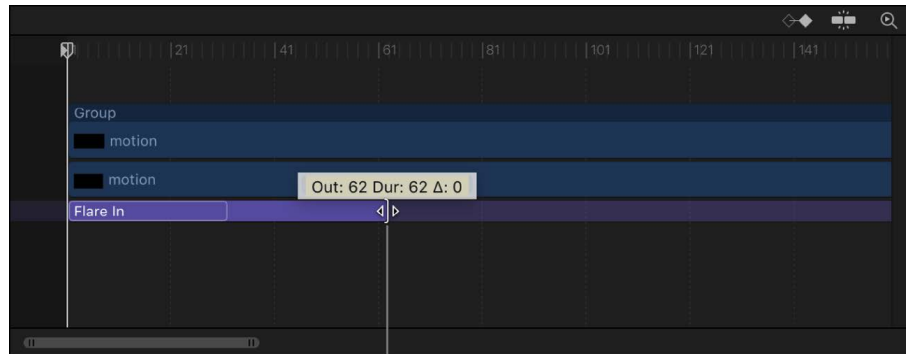 21 41 61 81 101 121 141
Group
motion
motion
Out: 62 Dur: 62 Δ: 0
Flare In